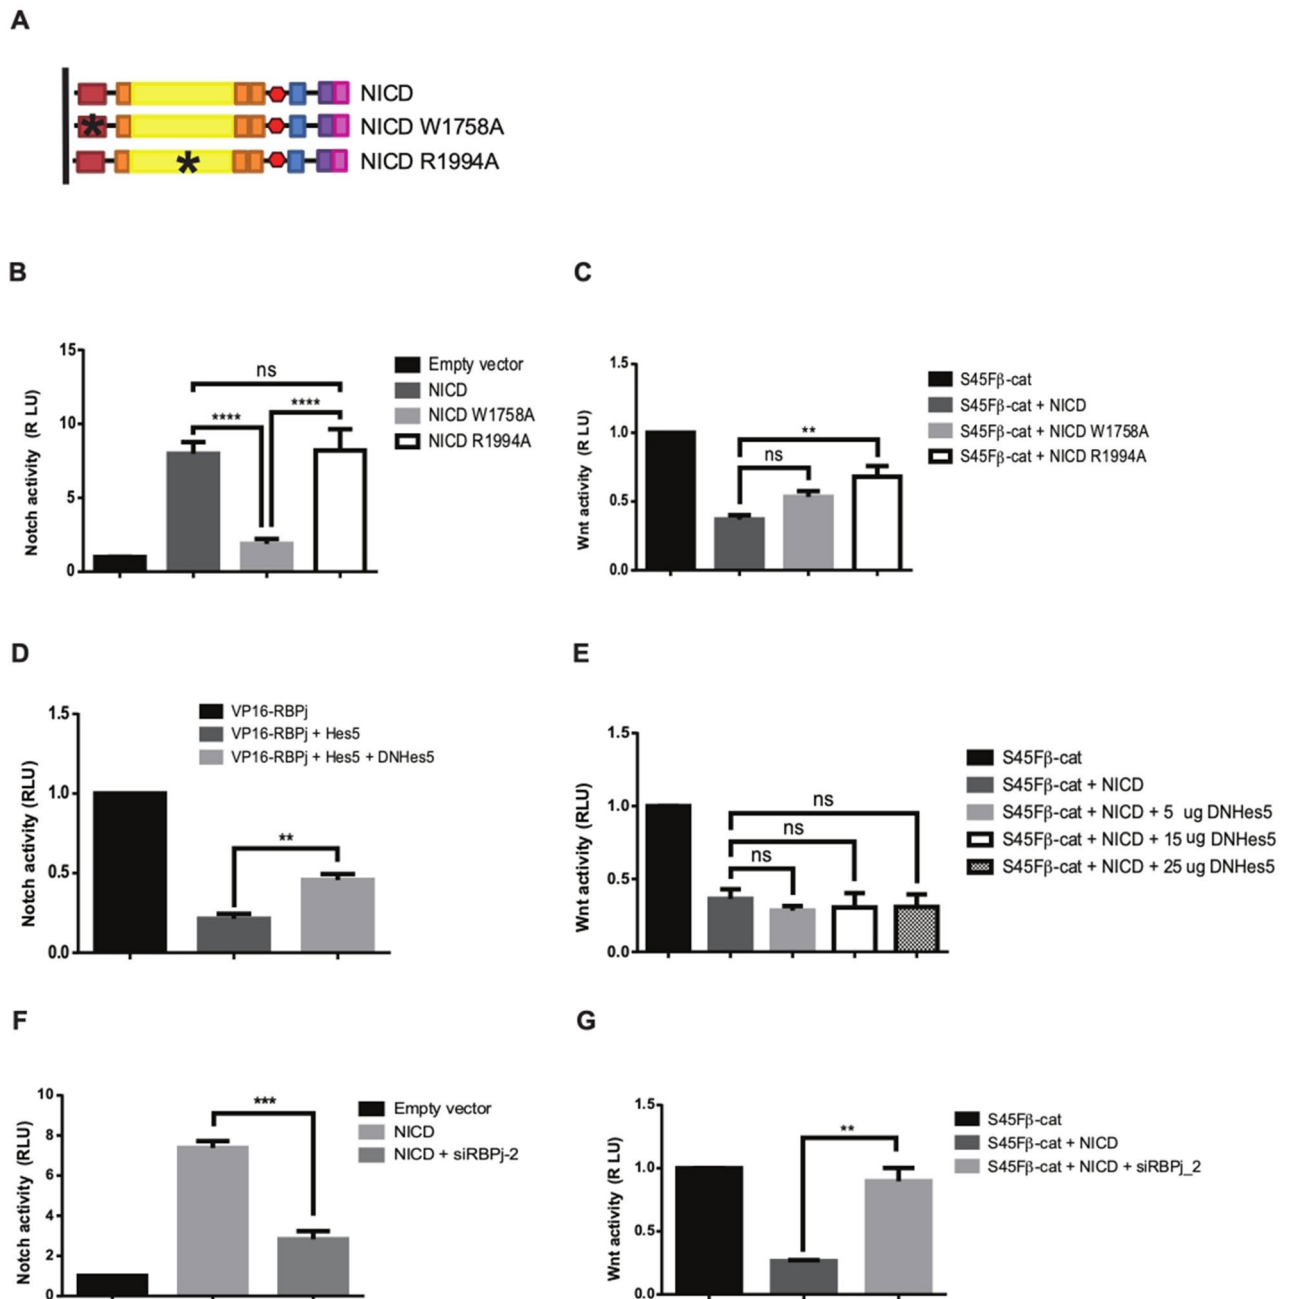 A
NICD
NICD W1758A
NICD R1994A
B
Notch activity (R LU)
15
10
5
0
ns
****
****
Empty vector
NICD
NICD W1758A
NICD R1994A
C
Wnt activity (R LU)
1.5
1.0
0.5
0.0
**
ns
S45Fβ-cat
S45Fβ-cat + NICD
S45Fβ-cat + NICD W1758A
S45Fβ-cat + NICD R1994A
D
Notch activity (RLU)
1.5
1.0
0.5
0.0
**
VP16-RBPj
VP16-RBPj + Hes5
VP16-RBPj + Hes5 + DNHes5
E
Wnt activity (RLU)
1.5
1.0
0.5
0.0
ns
ns
ns
S45Fβ-cat
S45Fβ-cat + NICD
S45Fβ-cat + NICD + 5 ug DNHes5
S45Fβ-cat + NICD + 15 ug DNHes5
S45Fβ-cat + NICD + 25 ug DNHes5
F
Notch activity (RLU)
10
8
6
4
2
0
***
Empty vector
NICD
NICD + siRBPj-2
G
Wnt activity (R LU)
1.5
1.0
0.5
0.0
**
S45Fβ-cat
S45Fβ-cat + NICD
S45Fβ-cat + NICD + siRBPj_2